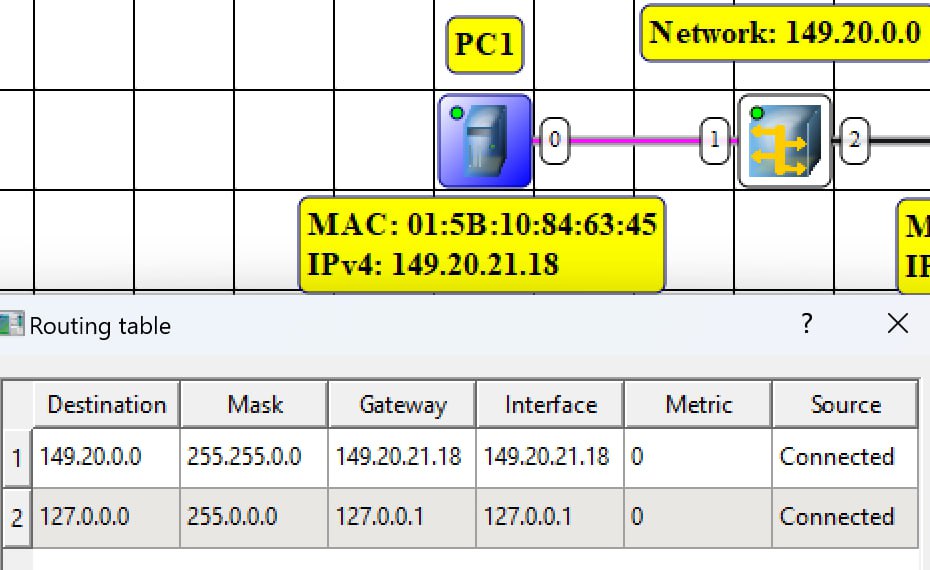 PC1
Network: 149.20.0.0
0
1
2
MAC: 01:5B:10:84:63:45
IPv4: 149.20.21.18
M
IP
Routing table
?
Destination Mask Gateway Interface Metric Source
1 149.20.0.0 255.255.0.0 149.20.21.18 149.20.21.18 0 Connected
2 127.0.0.0 255.0.0.0 127.0.0.1 127.0.0.1 0 Connected